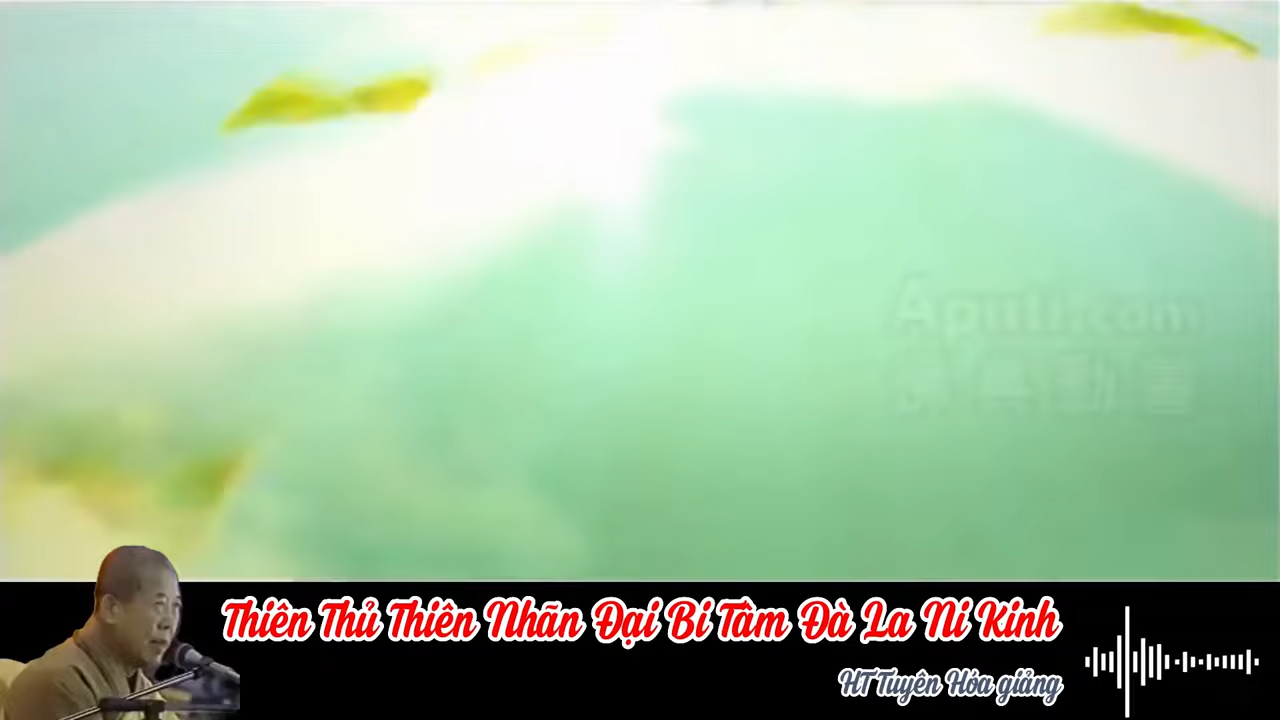 Thiên Thủ Thiên Nhãn Đại Bi Tâm Đà La Ni Kinh
HT Tuyên Hóa giảng